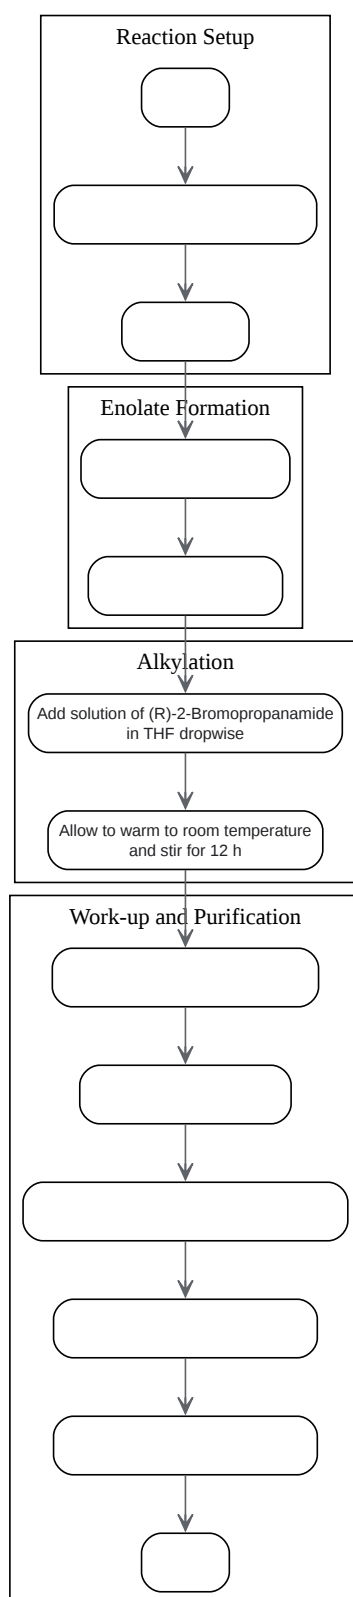 Reaction Setup
Enolate Formation
Alkylation
Add solution of (R)-2-Bromopropanamide
in THF dropwise
Allow to warm to room temperature
and stir for 12 h
Work-up and Purification